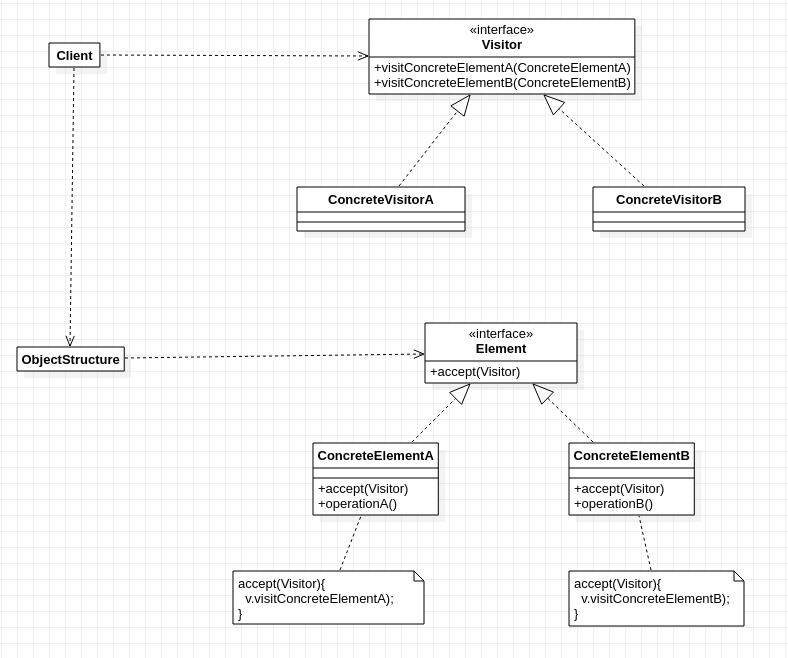 «interface»
Visitor
+visitConcreteElementA(ConcreteElementA)
+visitConcreteElementB(ConcreteElementB)
Client
ConcreteVisitorA
ConcreteVisitorB
«interface»
Element
+accept(Visitor)
ObjectStructure
ConcreteElementA
+accept(Visitor)
+operationA()
ConcreteElementB
+accept(Visitor)
+operationB()
accept(Visitor){
v.visitConcreteElementA);
}
accept(Visitor){
v.visitConcreteElementB);
}